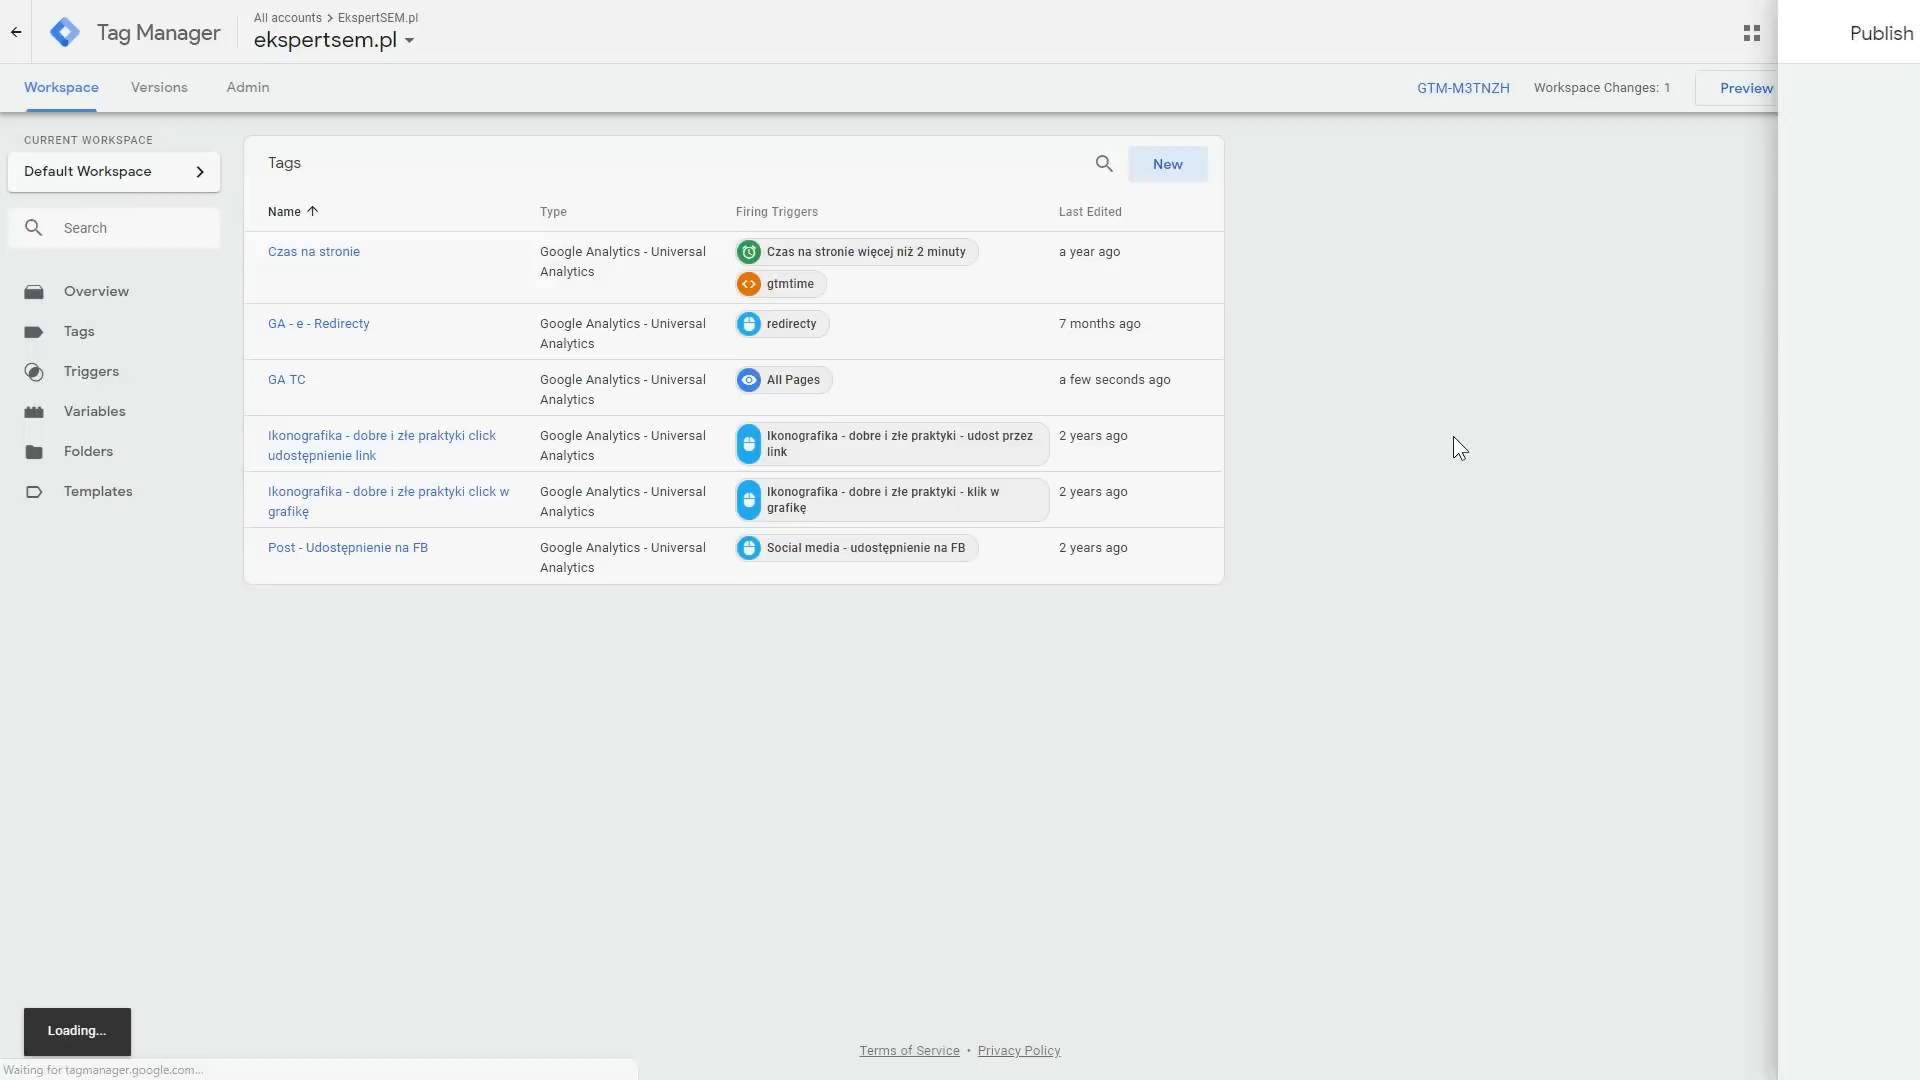 Tag Manager
All accounts > EkspertSEM.pl
ekspertsem.pl
Publish
Workspace
Versions
Admin
GTM-M3TNZH
Workspace Changes: 1
Preview
CURRENT WORKSPACE
Default Workspace
Search
Overview
Tags
Triggers
Variables
Folders
Templates
Tags
New
Name
Type
Firing Triggers
Last Edited
Czas na stronie
Google Analytics - Universal
Analytics
Czas na stronie więcej niż 2 minuty
gtmtime
a year ago
GA - e - Redirecty
Google Analytics - Universal
Analytics
redirecty
7 months ago
GA TC
Google Analytics - Universal
Analytics
All Pages
a few seconds ago
Ikonografika - dobre i złe praktyki click
udostępnienie link
Google Analytics - Universal
Analytics
Ikonografika - dobre i złe praktyki - udost przez
link
2 years ago
Ikonografika - dobre i złe praktyki click w
grafikę
Google Analytics - Universal
Analytics
Ikonografika - dobre i złe praktyki - klik w
grafikę
2 years ago
Post - Udostępnienie na FB
Google Analytics - Universal
Analytics
Social media - udostępnienie na FB
2 years ago
Loading...
Terms of Service • Privacy Policy
Waiting for tagmanager.google.com...